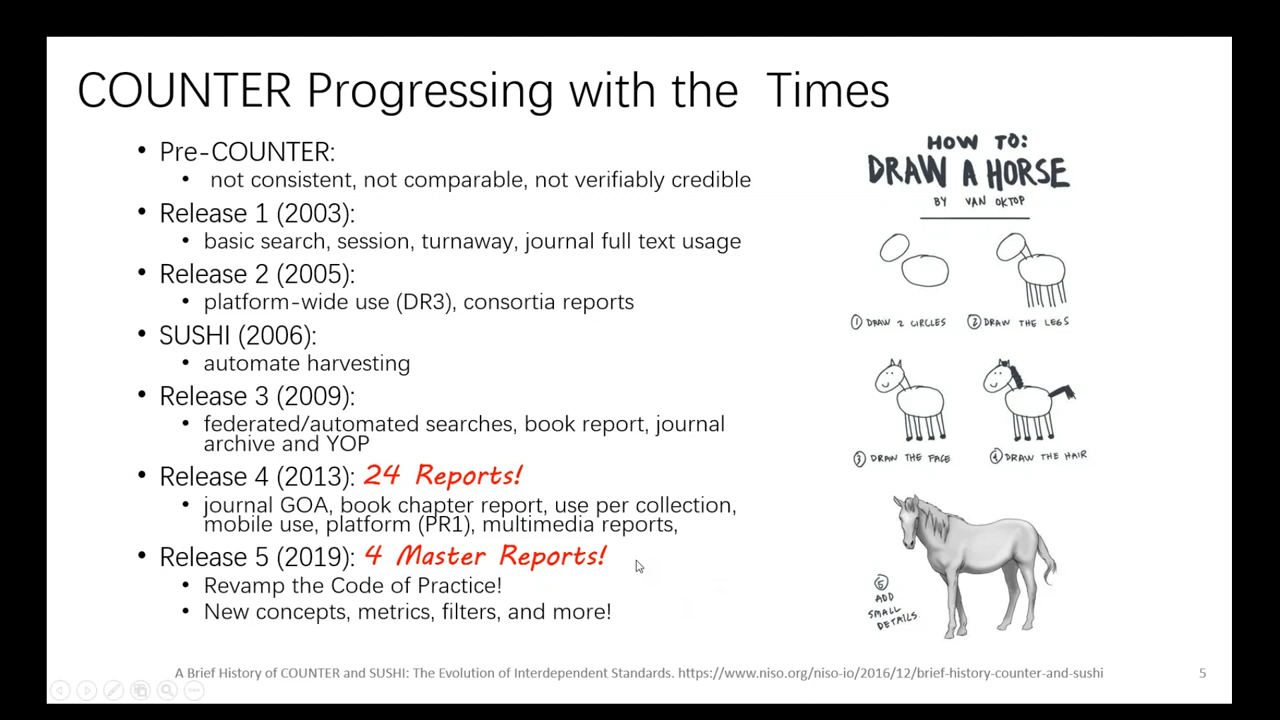 COUNTER Progressing with the  Times
• Pre-COUNTER:
• not consistent, not comparable, not verifiably credible
• Release 1 (2003):
• basic search, session, turnaway, journal full text usage
• Release 2 (2005):
• platform-wide use (DR3), consortia reports
• SUSHI (2006):
• automate harvesting
• Release 3 (2009):
• federated/automated searches, book report, journal
archive and YOP
• Release 4 (2013): 24 Reports!
• journal GOA, book chapter report, use per collection,
mobile use, platform (PR1), multimedia reports,
• Release 5 (2019): 4 Master Reports!
• Revamp the Code of Practice!
• New concepts, metrics, filters, and more!
HOW TO:
DRAW A HORSE
BY VAN OKTOP
① DRAW 2 CIRCLES
② DRAW THE LEGS
③ DRAW THE FACE
④ DRAW THE HAIR
⑤
ADD
SMALL
DETAILS.
A Brief History of COUNTER and SUSHI: The Evolution of Interdependent Standards. https://www.niso.org/niso-io/2016/12/brief-history-counter-and-sushi
5